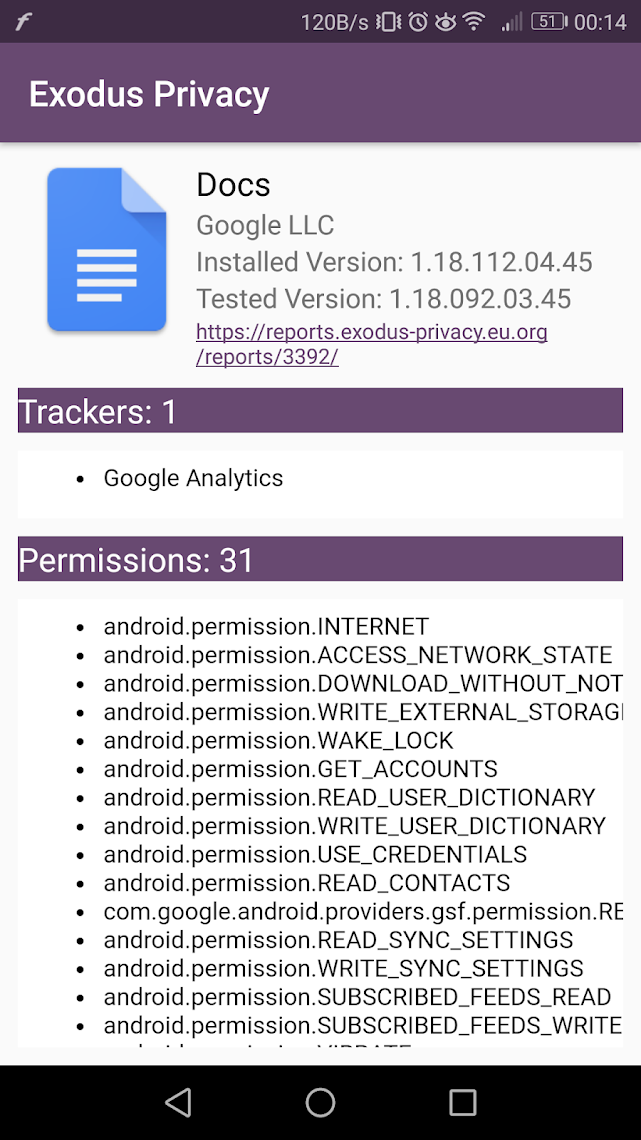 120B/s 51 00:14
Exodus Privacy
Docs
Google LLC
Installed Version: 1.18.112.04.45
Tested Version: 1.18.092.03.45
https://reports.exodus-privacy.eu.org
/reports/3392/
Trackers: 1
• Google Analytics
Permissions: 31
• android.permission.INTERNET
• android.permission.ACCESS_NETWORK_STATE
• android.permission.DOWNLOAD_WITHOUT_NOT
• android.permission.WRITE_EXTERNAL_STORAG
• android.permission.WAKE_LOCK
• android.permission.GET_ACCOUNTS
• android.permission.READ_USER_DICTIONARY
• android.permission.WRITE_USER_DICTIONARY
• android.permission.USE_CREDENTIALS
• android.permission.READ_CONTACTS
• com.google.android.providers.gsf.permission.RE
• android.permission.READ_SYNC_SETTINGS
• android.permission.WRITE_SYNC_SETTINGS
• android.permission.SUBSCRIBED_FEEDS_READ
• android.permission.SUBSCRIBED_FEEDS_WRITE